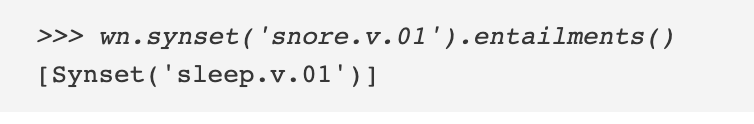 >>> wn.synset('snore.v.01').entailments()
[Synset('sleep.v.01')]